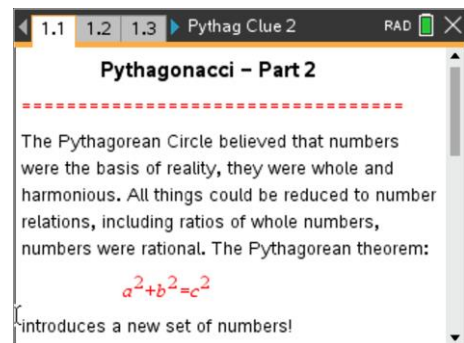 1.1 1.2 1.3 Pythag Clue 2 RAD
Pythagonacci – Part 2
==================================
The Pythagorean Circle believed that numbers
were the basis of reality, they were whole and
harmonious. All things could be reduced to number
relations, including ratios of whole numbers,
numbers were rational. The Pythagorean theorem:
a²+b²=c²
introduces a new set of numbers!